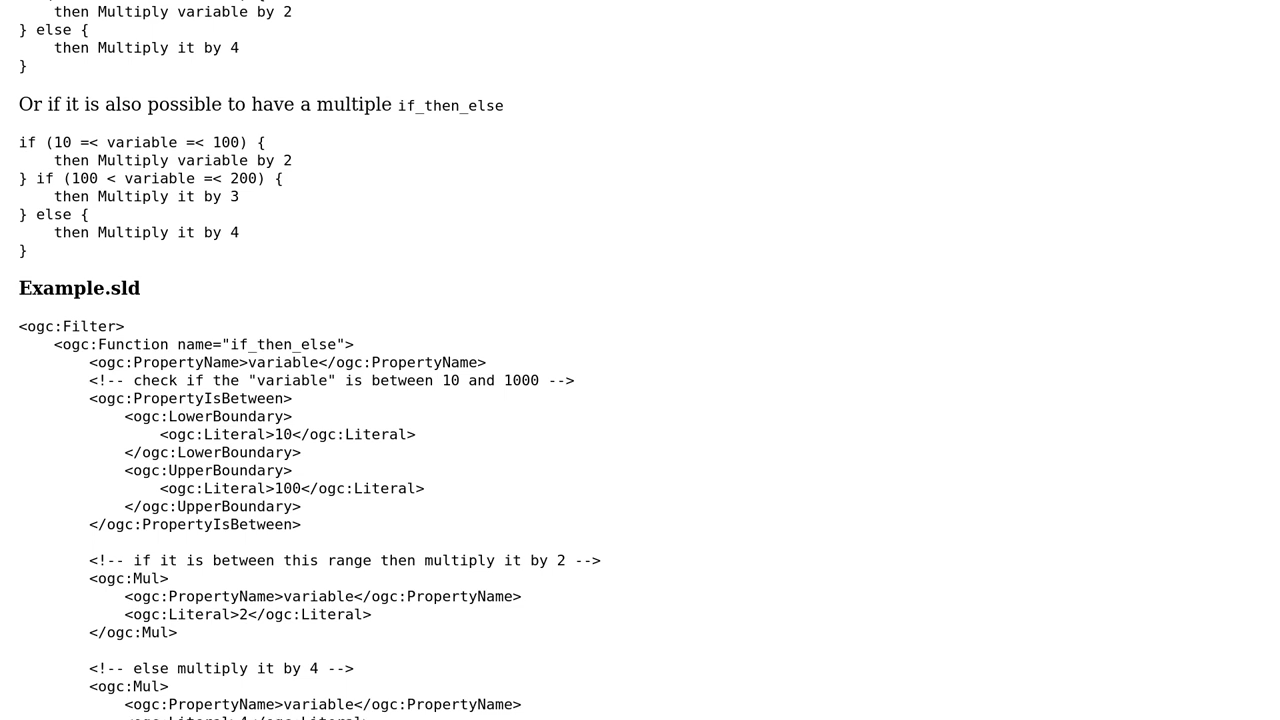 then Multiply variable by 2
} else {
    then Multiply it by 4
}
Or if it is also possible to have a multiple if_then_else
if (10 =< variable =< 100) {
    then Multiply variable by 2
} if (100 < variable =< 200) {
    then Multiply it by 3
} else {
    then Multiply it by 4
}
Example.sld
<ogc:Filter>
    <ogc:Function name="if_then_else">
        <ogc:PropertyName>variable</ogc:PropertyName>
        <!-- check if the "variable" is between 10 and 1000 -->
        <ogc:PropertyIsBetween>
            <ogc:LowerBoundary>
                <ogc:Literal>10</ogc:Literal>
            </ogc:LowerBoundary>
            <ogc:UpperBoundary>
                <ogc:Literal>100</ogc:Literal>
            </ogc:UpperBoundary>
        </ogc:PropertyIsBetween>
        <!-- if it is between this range then multiply it by 2 -->
        <ogc:Mul>
            <ogc:PropertyName>variable</ogc:PropertyName>
            <ogc:Literal>2</ogc:Literal>
        </ogc:Mul>
        <!-- else multiply it by 4 -->
        <ogc:Mul>
            <ogc:PropertyName>variable</ogc:PropertyName>
            <ogc:Literal>4</ogc:Literal>